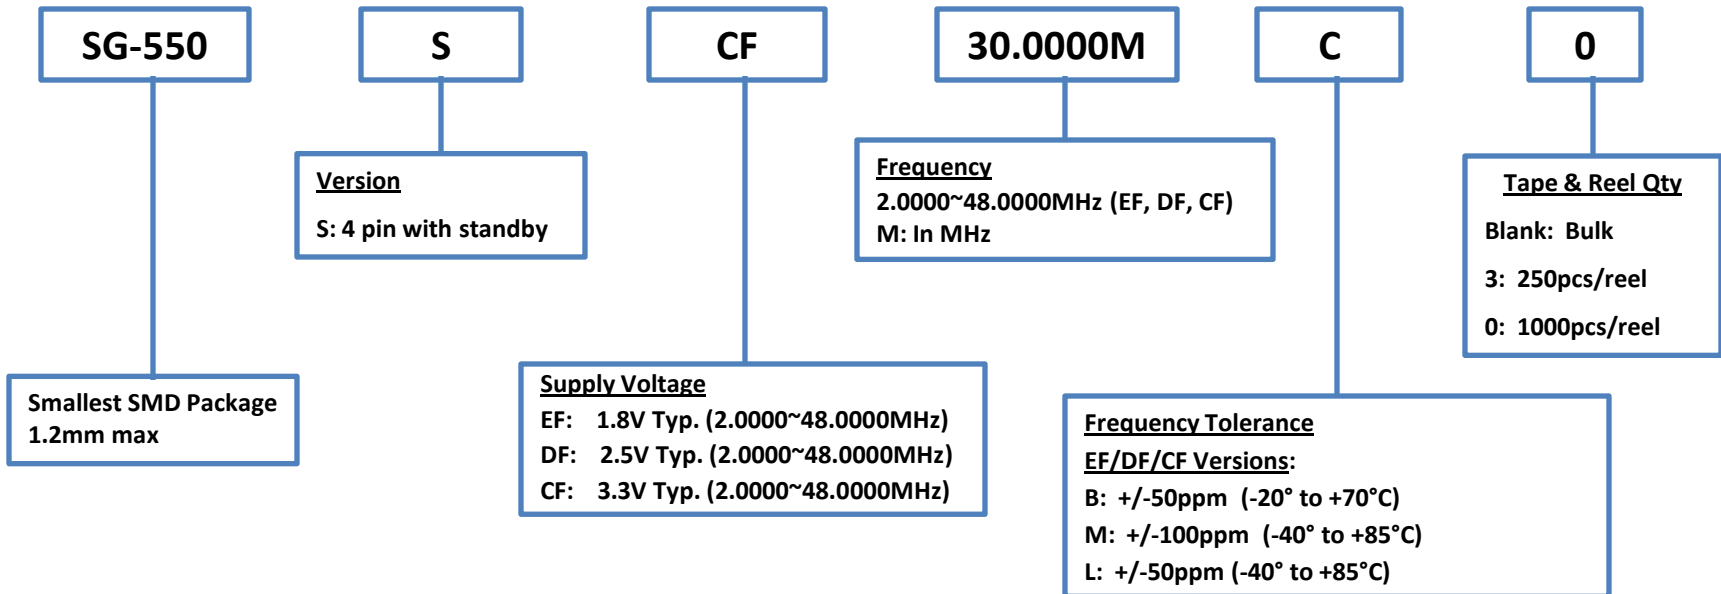 SG-550
S
CF
30.0000M
C
0
Version
S: 4 pin with standby
Frequency
2.0000~48.0000MHz (EF, DF, CF)
M: In MHz
Tape & Reel Qty
Blank: Bulk
3: 250pcs/reel
0: 1000pcs/reel
Smallest SMD Package
1.2mm max
Supply Voltage
EF: 1.8V Typ. (2.0000~48.0000MHz)
DF: 2.5V Typ. (2.0000~48.0000MHz)
CF: 3.3V Typ. (2.0000~48.0000MHz)
Frequency Tolerance
EF/DF/CF Versions:
B: +/-50ppm (-20° to +70°C)
M: +/-100ppm (-40° to +85°C)
L: +/-50ppm (-40° to +85°C)